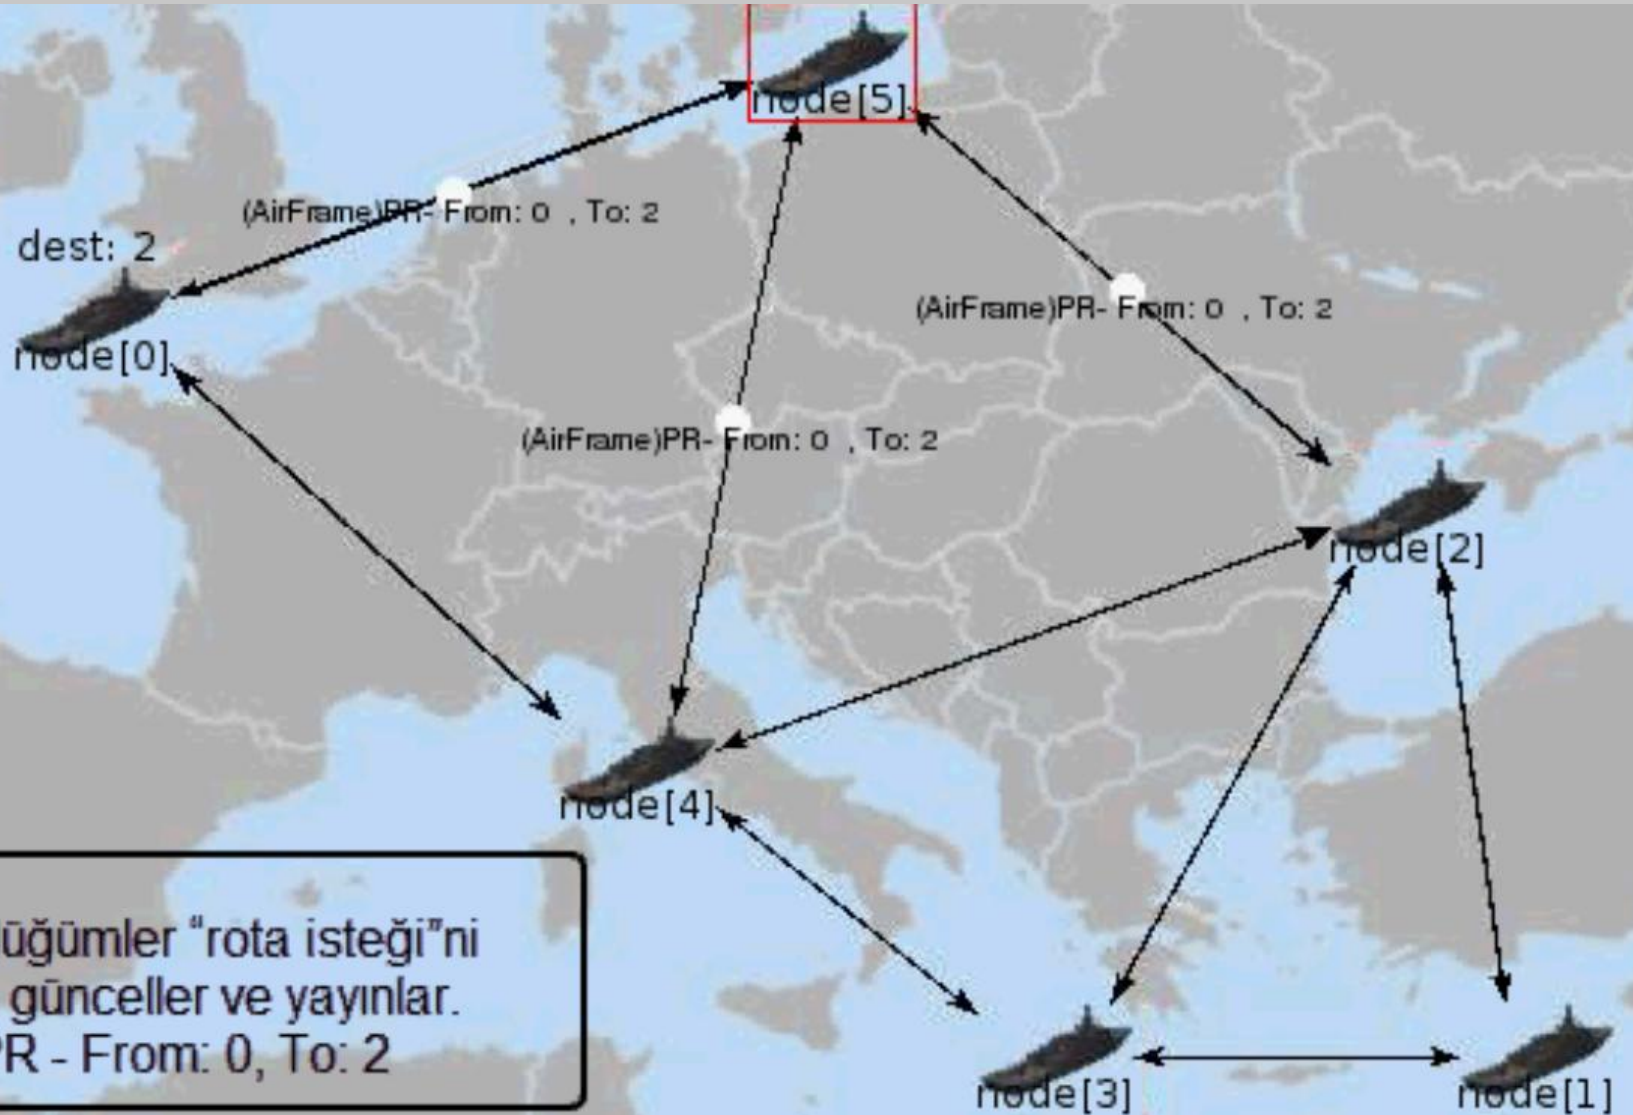 node[5]
(AirFrame)PR- From: 0 , To: 2
dest: 2
node[0]
(AirFrame)PR- From: 0 , To: 2
(AirFrame)PR- From: 0 , To: 2
node[2]
node[4]
üğümler “rota isteği”ni
günceller ve yayınlar.
PR - From: 0, To: 2
node[3]
node[1]